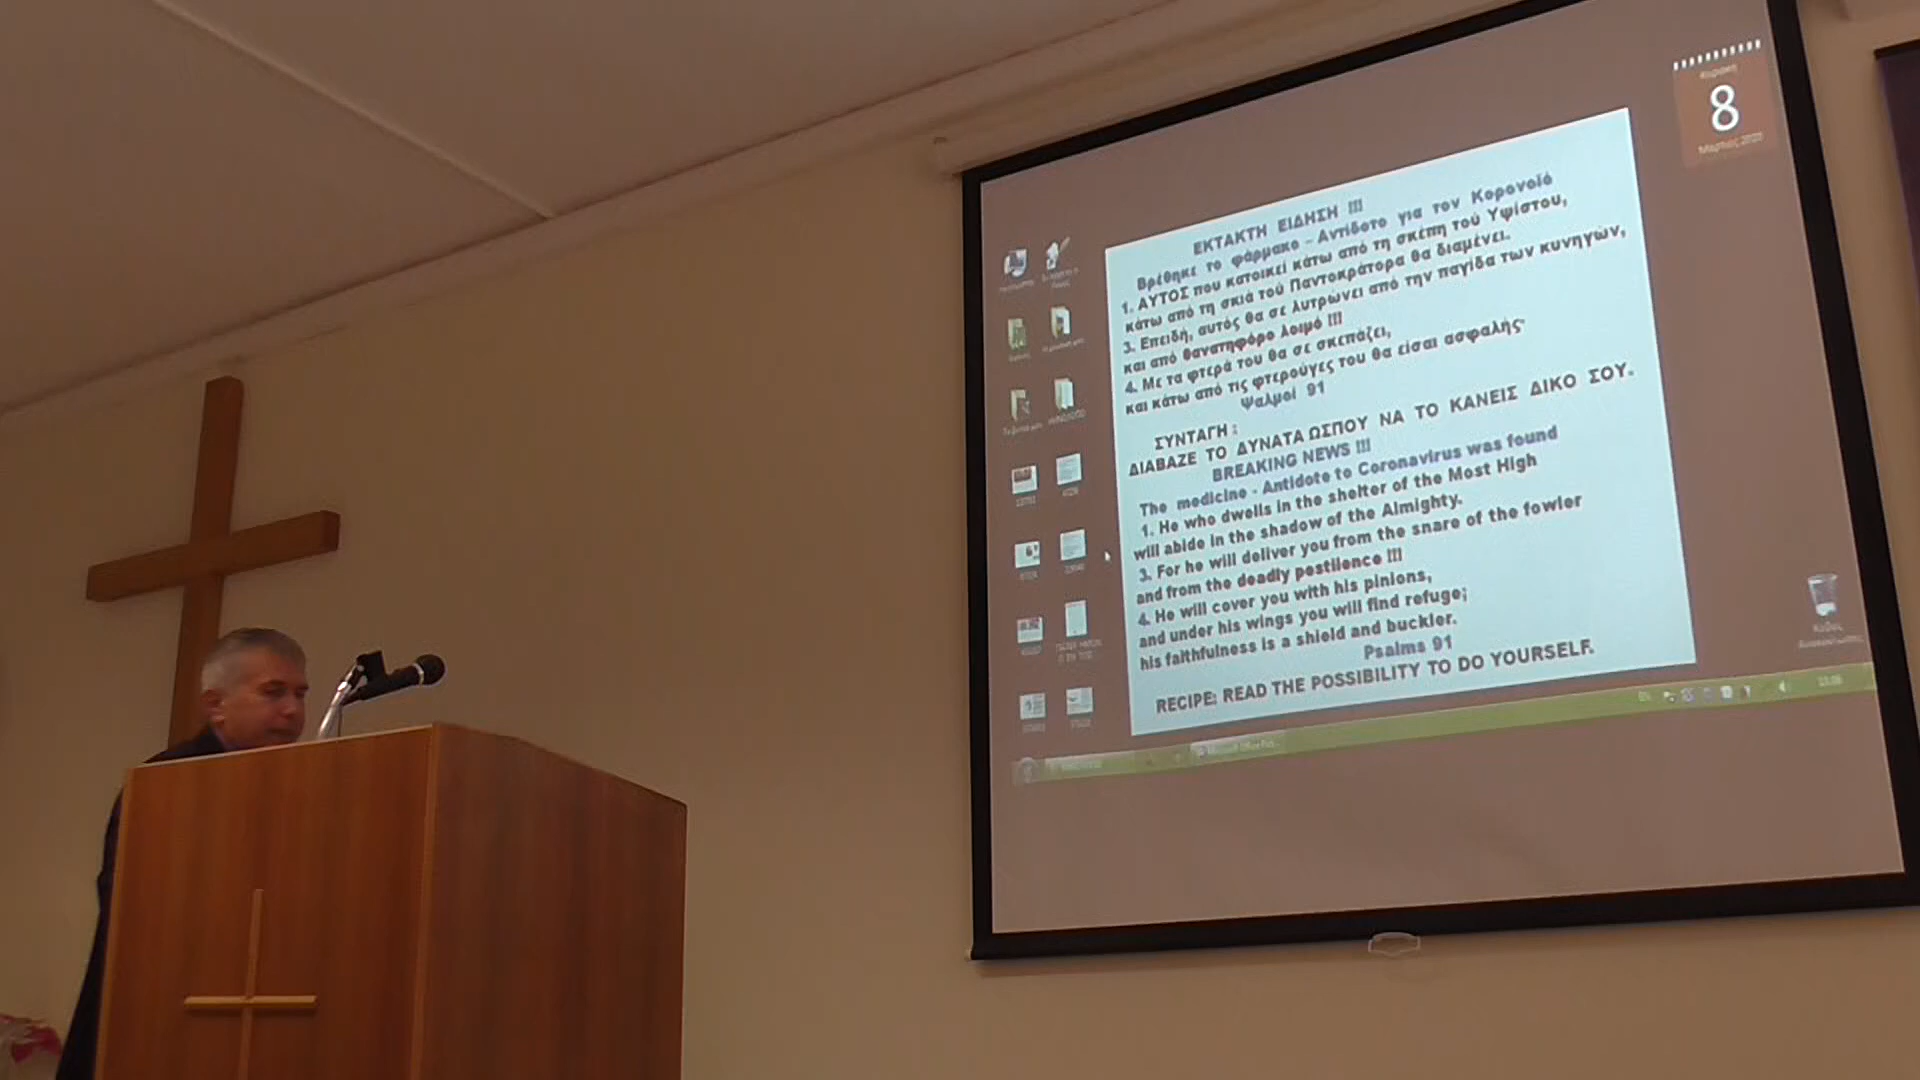 Κυριακή
8
Μάρτιος 2020
ΕΚΤΑΚΤΗ ΕΙΔΗΣΗ !!!
Βρέθηκε το φάρμακο - Αντίδοτο για τον Κορονοϊό
1. ΑΥΤΟΣ που κατοικεί κάτω από τη σκέπη τού Υψίστου,
κάτω από τη σκιά τού Παντοκράτορα θα διαμένει.
3. Επειδή, αυτός θα σε λυτρώνει από την παγίδα των κυνηγών,
και από θανατηφόρο λοιμό !!!
4. Με τα φτερά του θα σε σκεπάζει,
και κάτω από τις φτερούγες του θα είσαι ασφαλής·
Ψαλμοί 91
ΣΥΝΤΑΓΗ :
ΔΙΑΒΑΖΕ ΤΟ ΔΥΝΑΤΑ ΩΣΠΟΥ ΝΑ ΤΟ ΚΑΝΕΙΣ ΔΙΚΟ ΣΟΥ.
BREAKING NEWS !!!
The medicine - Antidote to Coronavirus was found
1. He who dwells in the shelter of the Most High
will abide in the shadow of the Almighty.
3. For he will deliver you from the snare of the fowler
and from the deadly pestilence !!!
4. He will cover you with his pinions,
and under his wings you will find refuge;
his faithfulness is a shield and buckler.
Psalms 91
RECIPE: READ THE POSSIBILITY TO DO YOURSELF.
Κάδος
EN